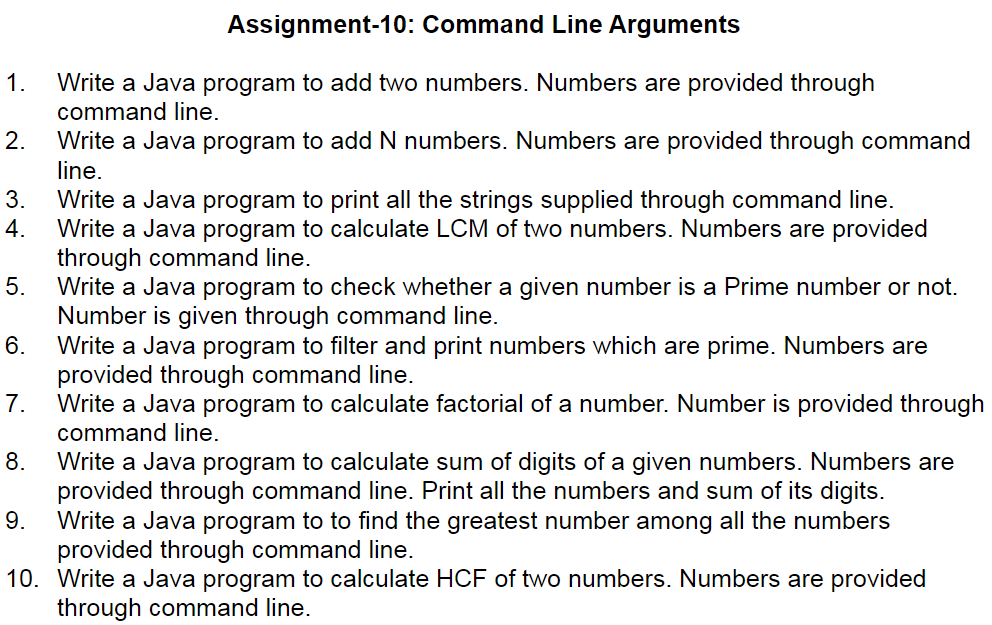 Assignment-10: Command Line Arguments
1. Write a Java program to add two numbers. Numbers are provided through
command line.
2. Write a Java program to add N numbers. Numbers are provided through command
line.
3. Write a Java program to print all the strings supplied through command line.
4. Write a Java program to calculate LCM of two numbers. Numbers are provided
through command line.
5. Write a Java program to check whether a given number is a Prime number or not.
Number is given through command line.
6. Write a Java program to filter and print numbers which are prime. Numbers are
provided through command line.
7. Write a Java program to calculate factorial of a number. Number is provided through
command line.
8. Write a Java program to calculate sum of digits of a given numbers. Numbers are
provided through command line. Print all the numbers and sum of its digits.
9. Write a Java program to to find the greatest number among all the numbers
provided through command line.
10. Write a Java program to calculate HCF of two numbers. Numbers are provided
through command line.